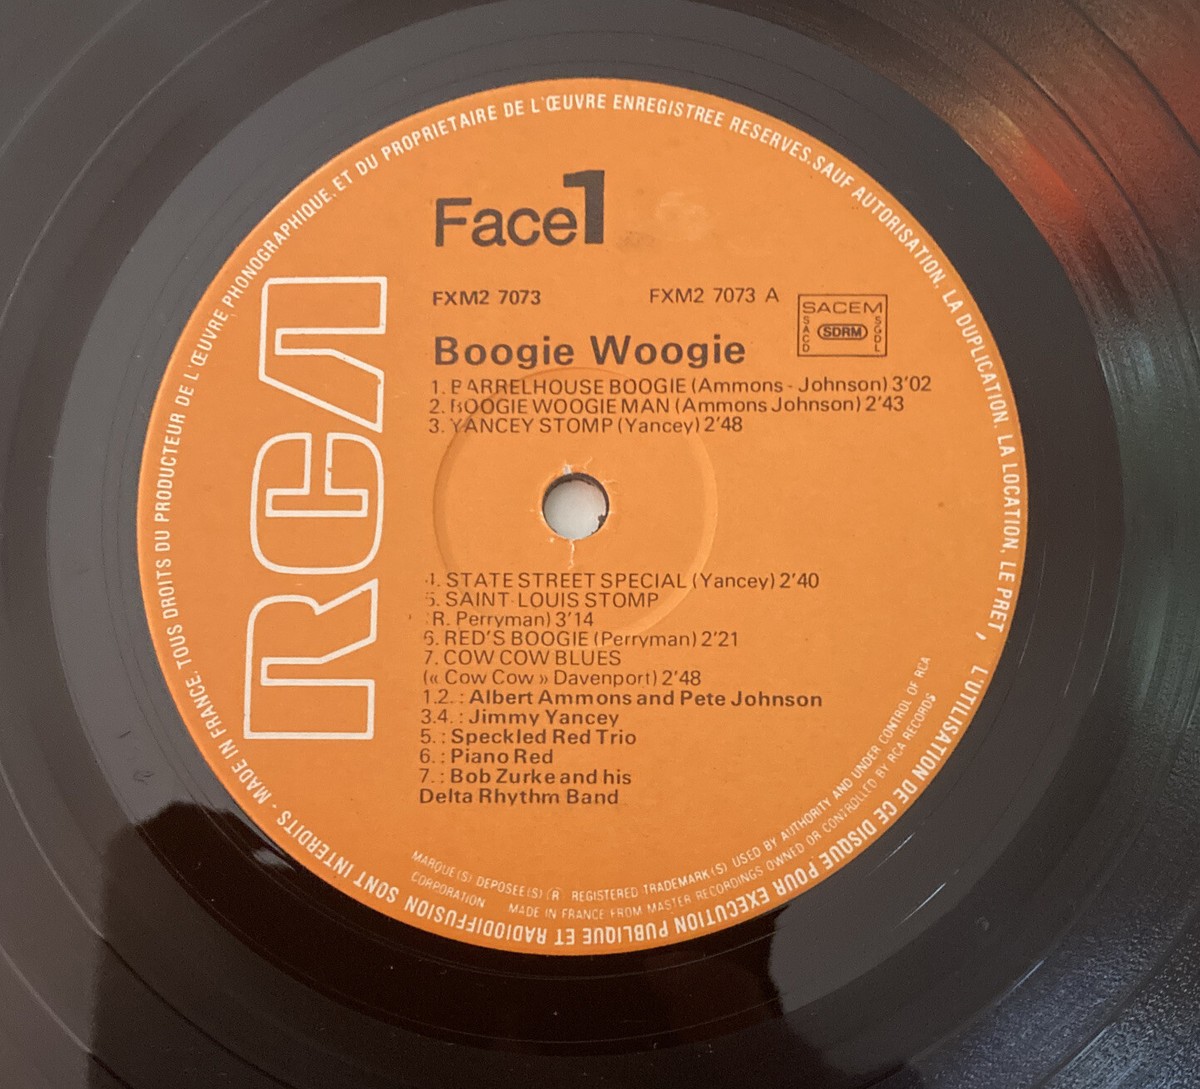 TOUS DROITS DU PRODUCTEUR DE L'ŒUVRE PHONOGRAPHIQUE, ET DU PROPRIETAIRE DE L'ŒUVRE ENREGISTREE RESERVES. SAUF AUTORISATION, LA DUPLICATION, LA LOCATION, LE PRET, L'UTILISATION DE CE DISQUE POUR EXECUTION PUBLIQUE ET RADIODIFFUSION SONT INTERDITS - MADE IN FRANCE.
RCA
Face 1
FXM2 7073 FXM2 7073 A
SACEM
SACD SDRM SGDL
Boogie Woogie
1. BARRELHOUSE BOOGIE (Ammons - Johnson) 3'02
2. BOOGIE WOOGIE MAN (Ammons Johnson) 2'43
3. YANCEY STOMP (Yancey) 2'48
4. STATE STREET SPECIAL (Yancey) 2'40
5. SAINT-LOUIS STOMP
(R. Perryman) 3'14
6. RED'S BOOGIE (Perryman) 2'21
7. COW COW BLUES
(« Cow Cow » Davenport) 2'48
1.2. : Albert Ammons and Pete Johnson
3.4. : Jimmy Yancey
5. : Speckled Red Trio
6. : Piano Red
7. : Bob Zurke and his
Delta Rhythm Band
MARQUE(S) DEPOSEE(S) ® REGISTERED TRADEMARK(S) USED BY AUTHORITY AND UNDER CONTROL OF RCA
CORPORATION MADE IN FRANCE FROM MASTER RECORDINGS OWNED OR CONTROLLED BY RCA RECORDS